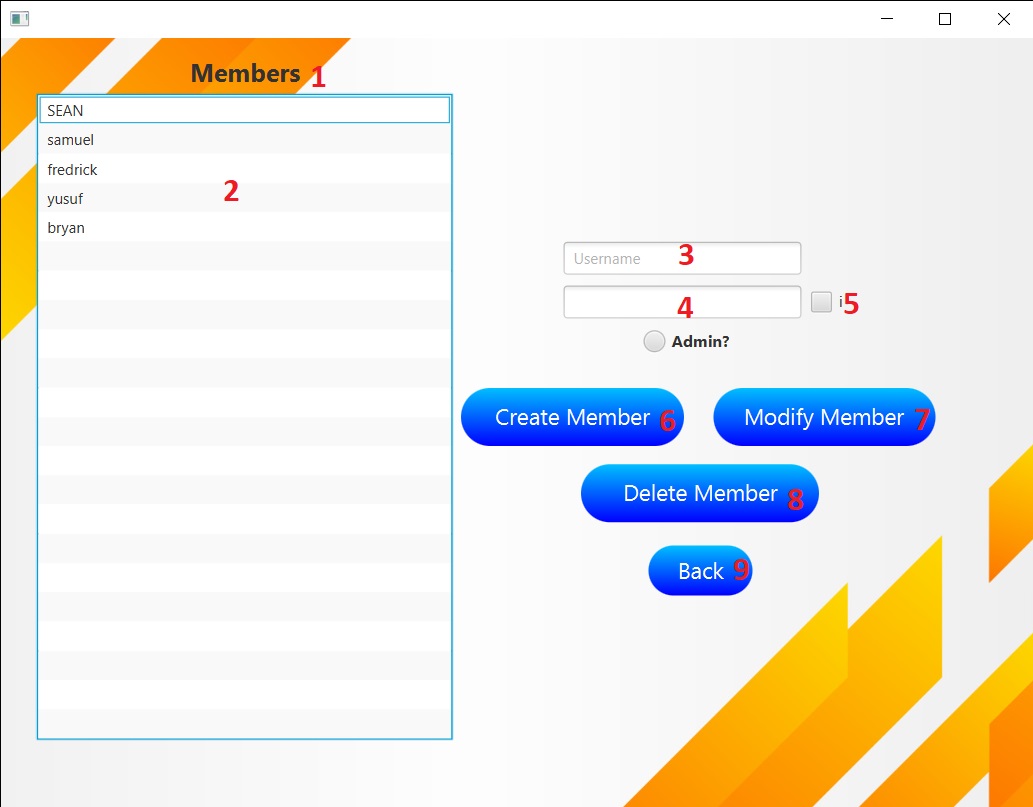 Members 1
SEAN
samuel
fredrick
yusuf
bryan
2
Username 3
4
i 5
Admin?
Create Member 6
Modify Member 7
Delete Member 8
Back 9